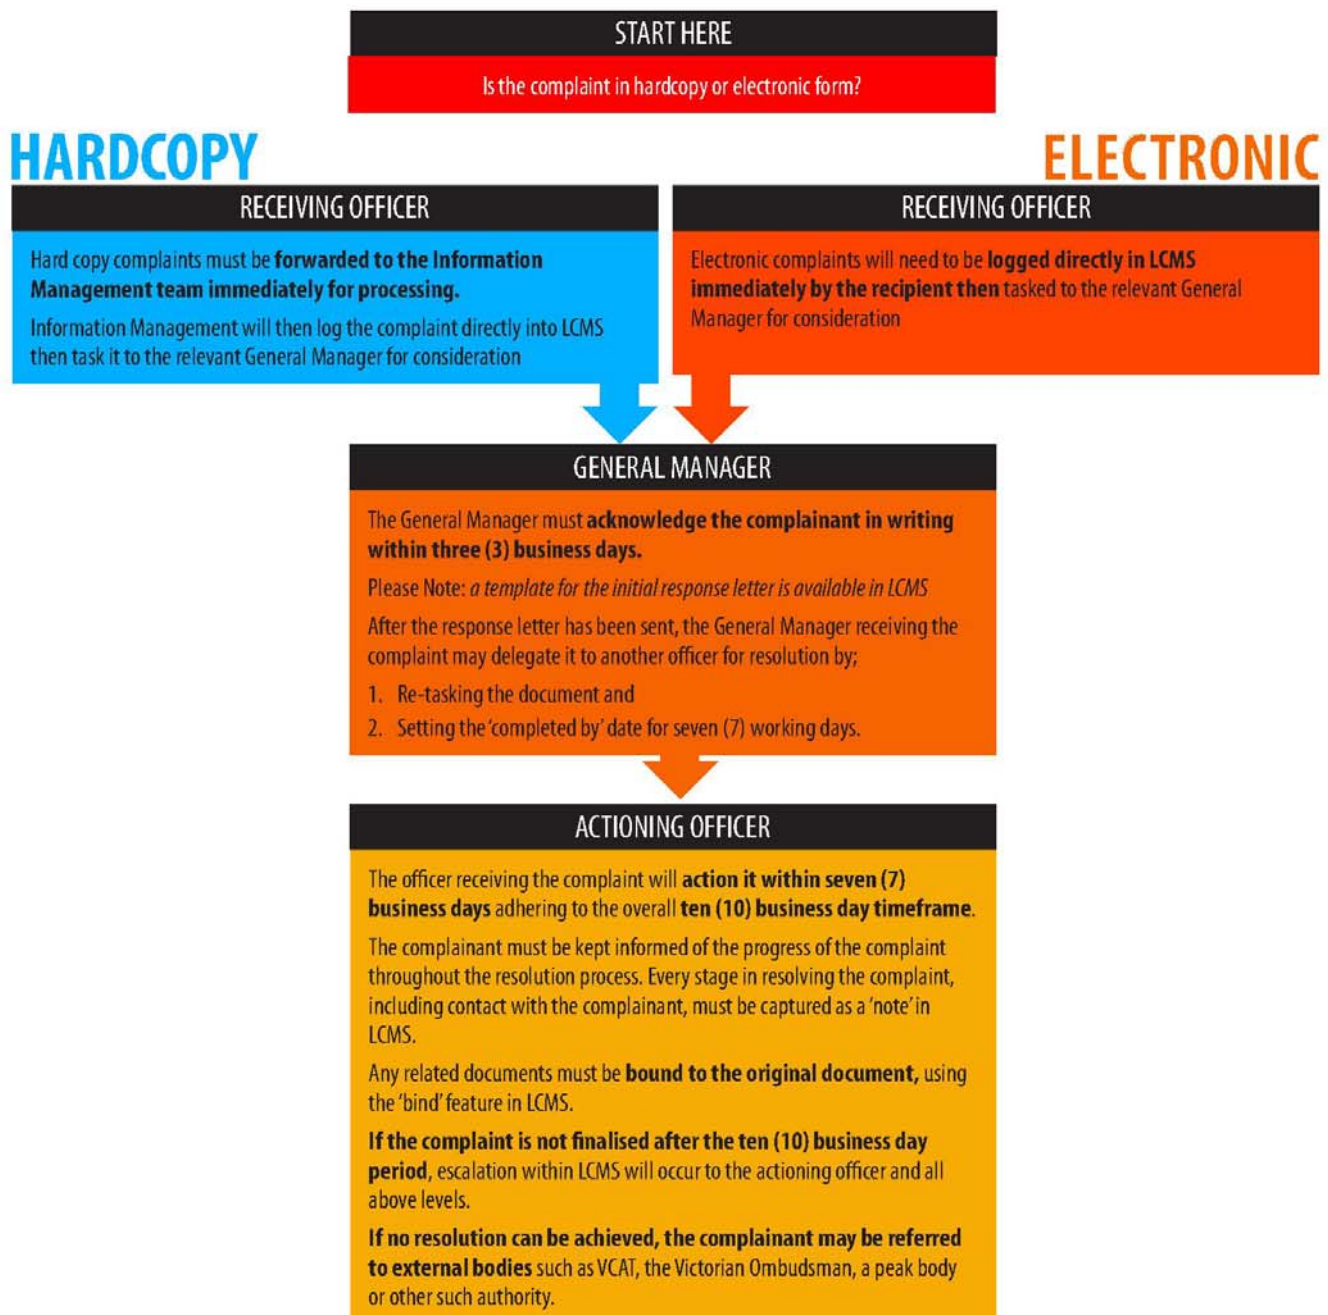 START HERE
Is the complaint in hardcopy or electronic form?
HARDCOPY
RECEIVING OFFICER
Hard copy complaints must be forwarded to the Information
Management team immediately for processing.
Information Management will then log the complaint directly into LCMS
then task it to the relevant General Manager for consideration
ELECTRONIC
RECEIVING OFFICER
Electronic complaints will need to be logged directly in LCMS
immediately by the recipient then tasked to the relevant General
Manager for consideration
GENERAL MANAGER
The General Manager must acknowledge the complainant in writing
within three (3) business days.
Please Note: a template for the initial response letter is available in LCMS
After the response letter has been sent, the General Manager receiving the
complaint may delegate it to another officer for resolution by;
1. Re-tasking the document and
2. Setting the ‘completed by’ date for seven (7) working days.
ACTIONING OFFICER
The officer receiving the complaint will action it within seven (7)
business days adhering to the overall ten (10) business day timeframe.
The complainant must be kept informed of the progress of the complaint
throughout the resolution process. Every stage in resolving the complaint,
including contact with the complainant, must be captured as a ‘note’ in
LCMS.
Any related documents must be bound to the original document, using
the ‘bind’ feature in LCMS.
If the complaint is not finalised after the ten (10) business day
period, escalation within LCMS will occur to the actioning officer and all
above levels.
If no resolution can be achieved, the complainant may be referred
to external bodies such as VCAT, the Victorian Ombudsman, a peak body
or other such authority.